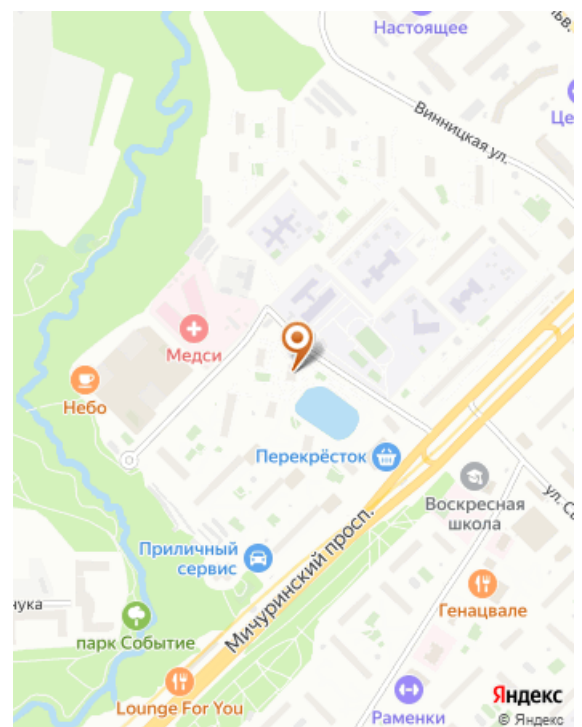 Настоящее
Винницкая ул.
Це
Медси
Небо
Перекрёсток
Воскресная
школа
ул. Са
Приличный
сервис
Мичуринский просп.
Генацвале
нука
парк Событие
Lounge For You
Раменки
Яндекс
© Яндекс